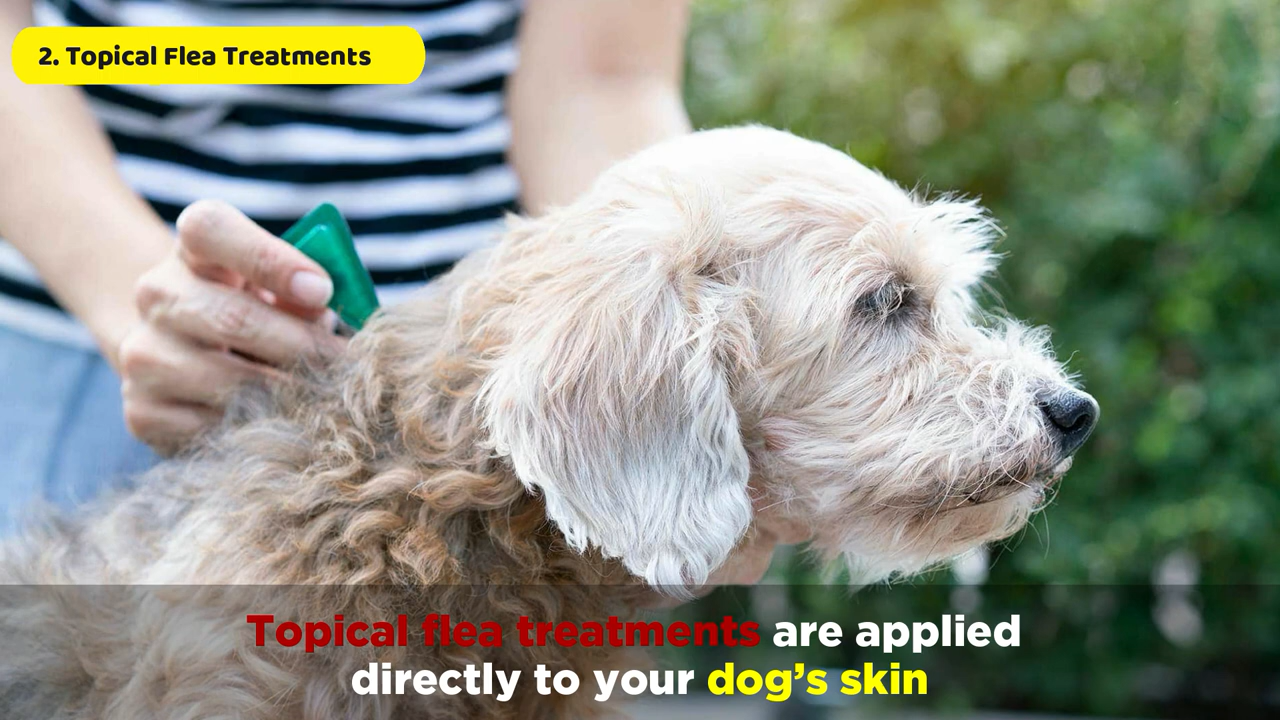 2. Topical Flea Treatments
Topical flea treatments are applied
directly to your dog’s skin